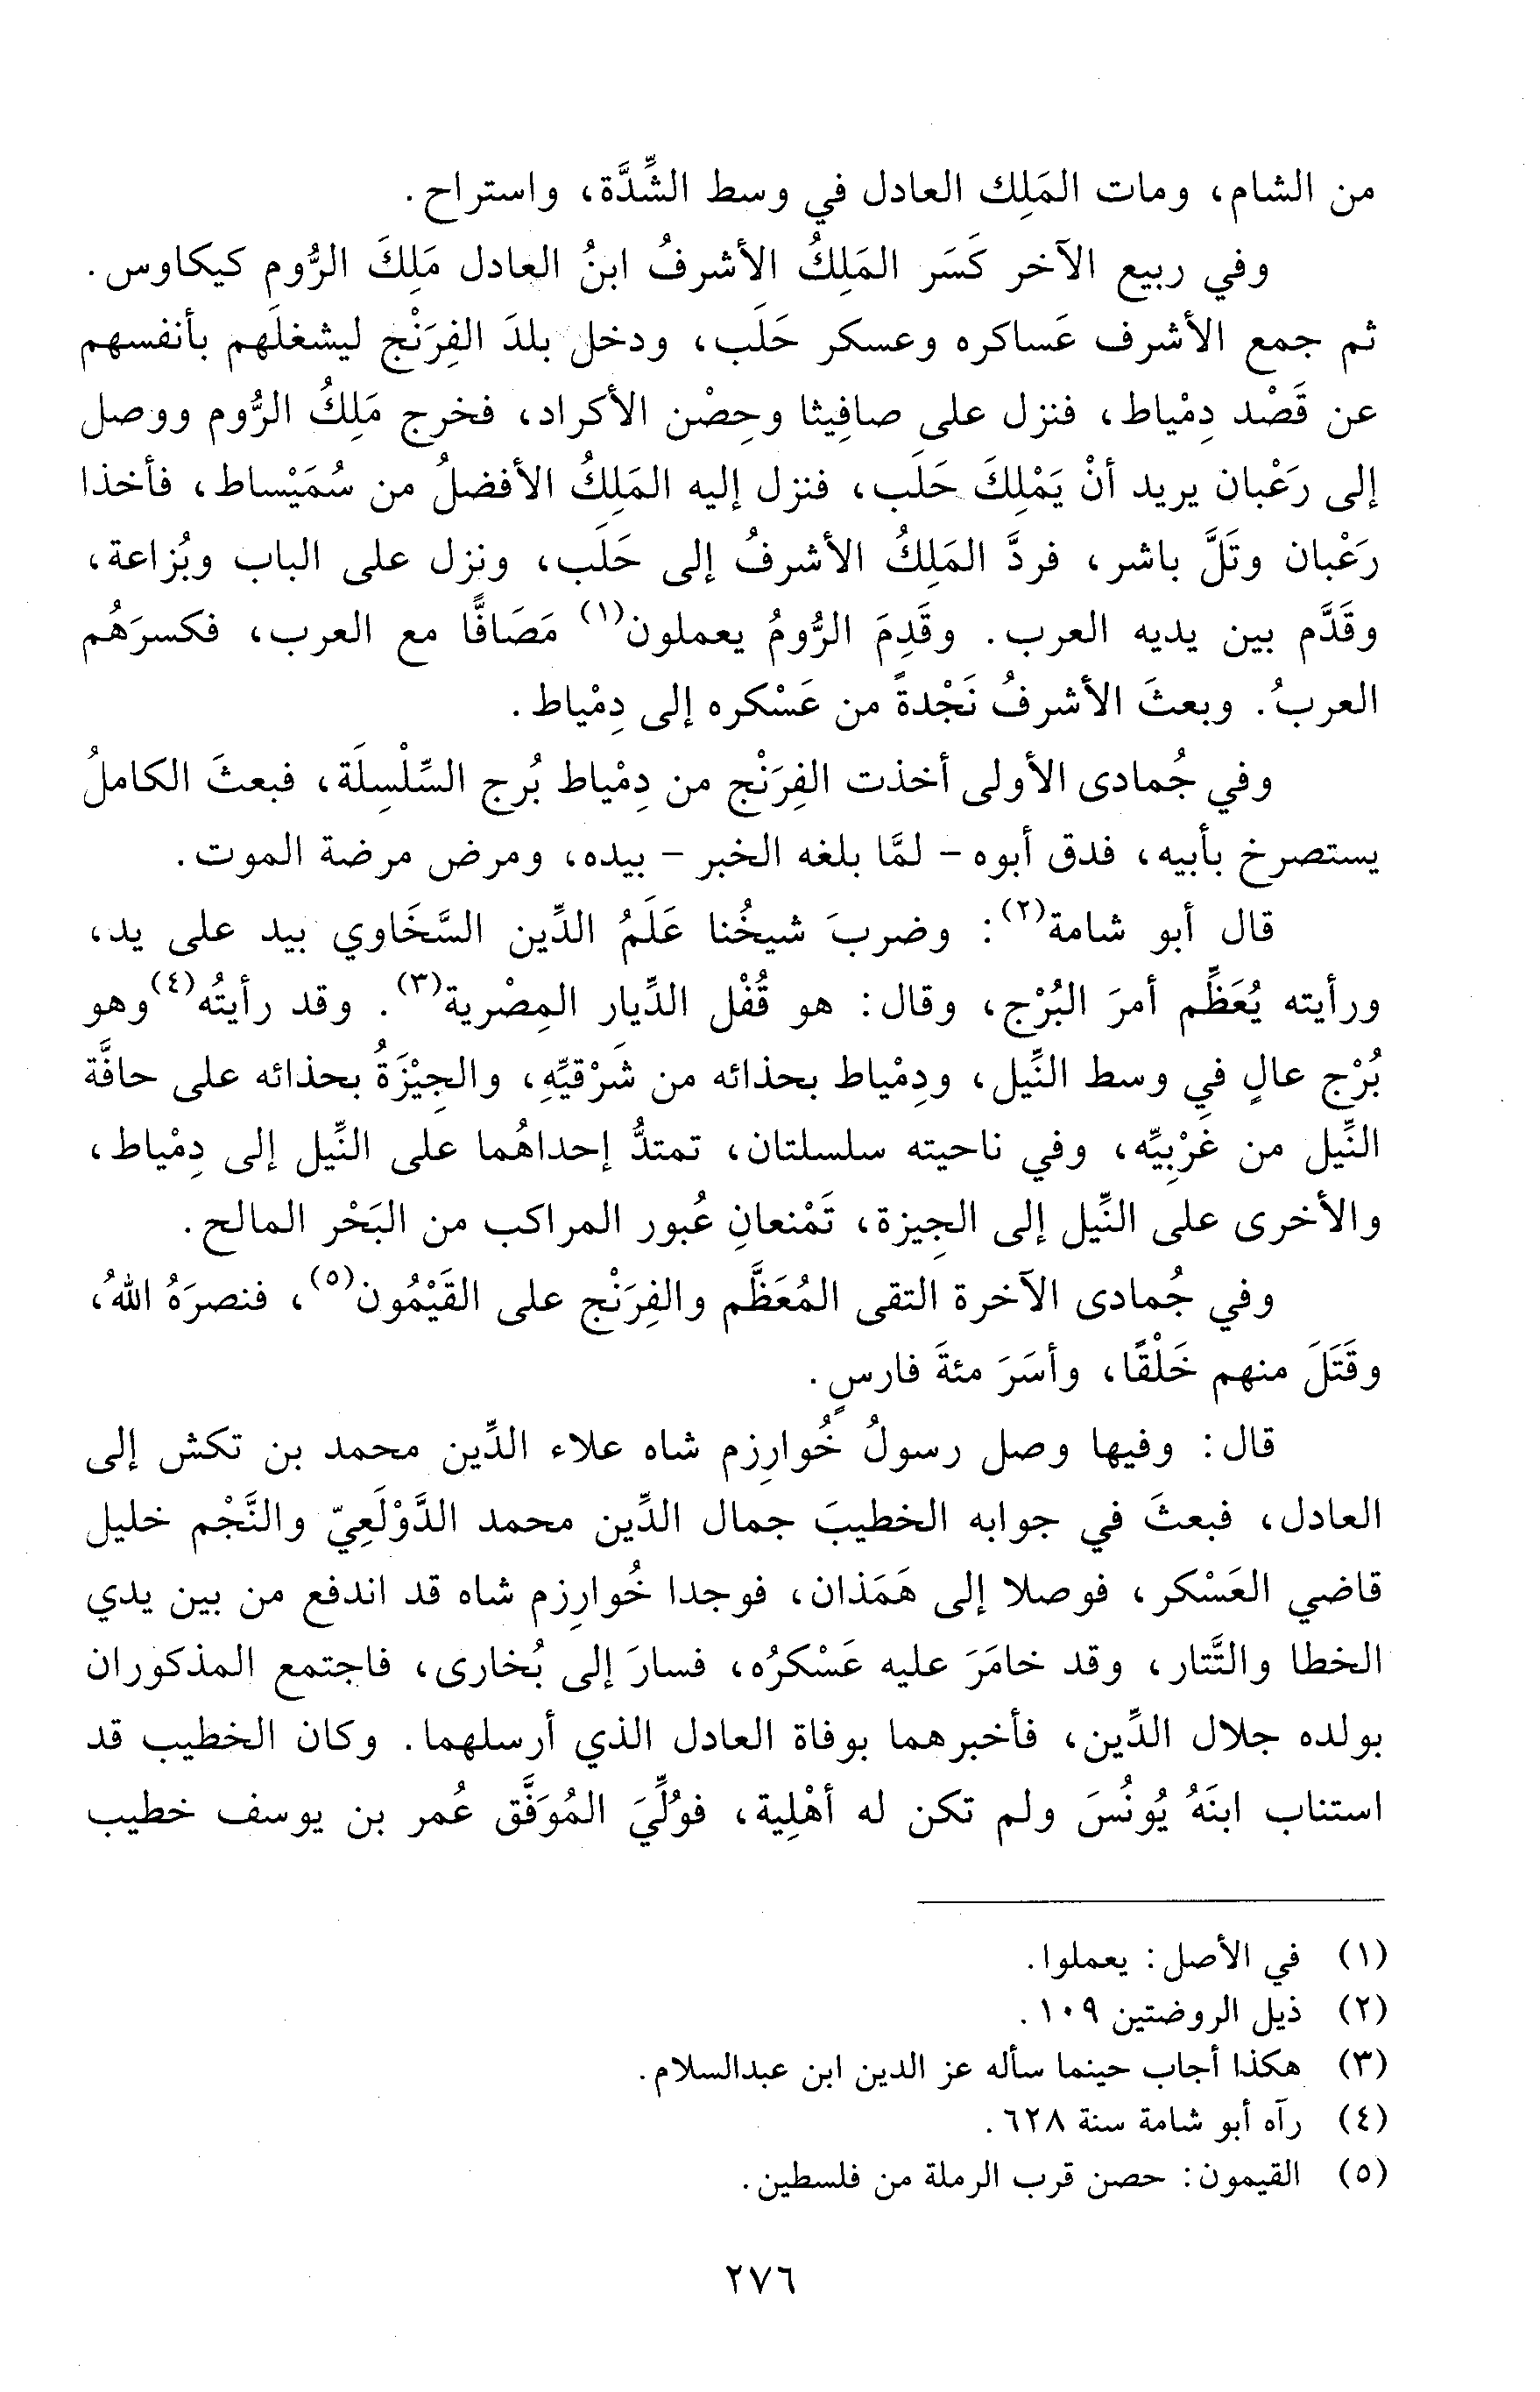 من الشام، ومات المَلِك العادل في وسط الشِّدَّة، واستراح.
وفي ربيع الآخر كَسَر المَلِكُ الأشرفُ ابنُ العادل مَلِكَ الرُّوم كيكاوس.
ثم جمع الأشرف عَساكره وعسكر حَلَب، ودخل بلدَ الفِرَنْج ليشغلَهم بأنفسهم
عن قَصْد دِمْياط، فنزل على صافِيثا وحِصْن الأكراد، فخرج مَلِكُ الرُّوم ووصل
إلى رَعْبان يريد أنْ يَمْلِكَ حَلَب، فنزل إليه المَلِكُ الأفضلُ من سُمَيْساط، فأخذا
رَعْبان وتَلَّ باشر، فردَّ المَلِكُ الأشرفُ إلى حَلَب، ونزل على الباب وبُزاعة،
وقَدَّم بين يديه العرب. وقَدِمَ الرُّومُ يعملون(١) مَصَافًّا مع العرب، فكسرَهُم
العربُ. وبعثَ الأشرفُ نَجْدةً من عَسْكره إلى دِمْياط.
وفي جُمادى الأولى أخذت الفِرَنْج من دِمْياط بُرج السِّلْسِلَة، فبعثَ الكاملُ
يستصرخ بأبيه، فدق أبوه - لمَّا بلغه الخبر - بيده، ومرض مرضة الموت.
قال أبو شامة(٢): وضربَ شيخُنا عَلَمُ الدِّين السَّخَاوي بيد على يد،
ورأيته يُعَظِّم أمرَ البُرْج، وقال: هو قُفْل الدِّيار المِصْرية(٣). وقد رأيتُه(٤) وهو
بُرْج عالٍ في وسط النِّيل، ودِمْياط بحذائه من شَرْقيِّهِ، والجِيْزَةُ بحذائه على حافَّة
النِّيل من غَرْبِيِّه، وفي ناحيته سلسلتان، تمتدُّ إحداهُما على النِّيل إلى دِمْياط،
والأخرى على النِّيل إلى الجِيزة، تَمْنعانِ عُبور المراكب من البَحْر المالح.
وفي جُمادى الآخرة التقى المُعَظَّم والفِرَنْج على القَيْمُون(٥)، فنصرَهُ اللهُ،
وقَتَلَ منهم خَلْقًا، وأسَرَ مئةَ فارسٍ.
قال: وفيها وصل رسولُ خُوارِزم شاه علاء الدِّين محمد بن تكش إلى
العادل، فبعثَ في جوابه الخطيبَ جمال الدِّين محمد الدَّوْلَعِيّ والنَّجْم خليل
قاضي العَسْكر، فوصلا إلى هَمَذان، فوجدا خُوارِزم شاه قد اندفع من بين يدي
الخطا والتَّتار، وقد خامَرَ عليه عَسْكرُه، فسارَ إلى بُخارى، فاجتمع المذكوران
بولده جلال الدِّين، فأخبرهما بوفاة العادل الذي أرسلهما. وكان الخطيب قد
استناب ابنَهُ يُونُسَ ولم تكن له أهْلِية، فوُلِّيَ المُوَفَّق عُمر بن يوسف خطيب
(١) في الأصل: يعملوا.
(٢) ذيل الروضتين ١٠٩.
(٣) هكذا أجاب حينما سأله عز الدين ابن عبدالسلام.
(٤) رآه أبو شامة سنة ٦٢٨.
(٥) القيمون: حصن قرب الرملة من فلسطين.
٢٧٦